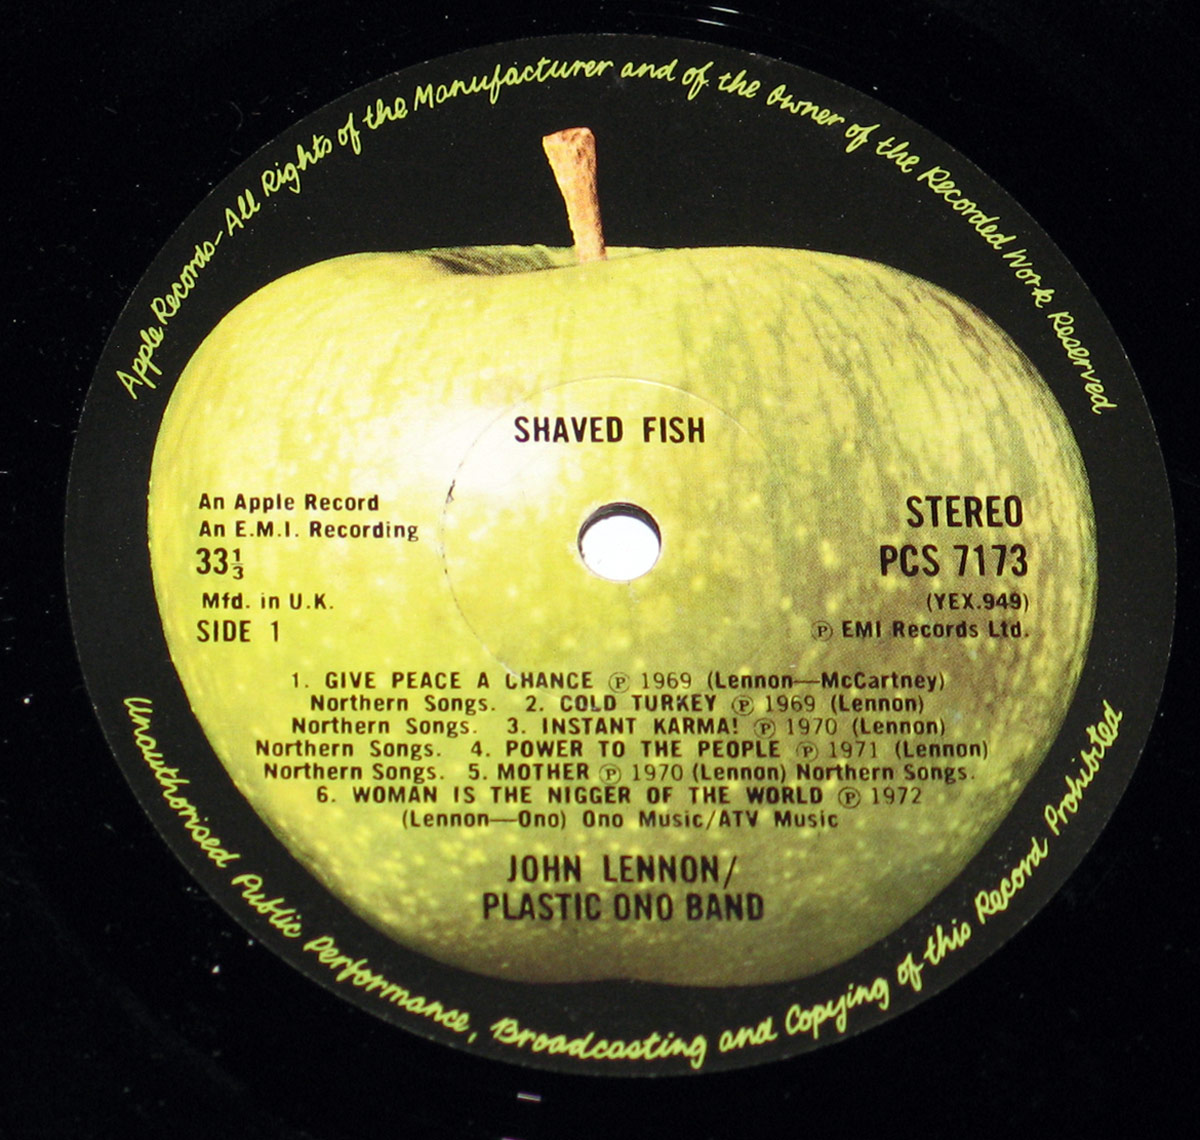 Apple Records-All Rights of the Manufacturer and of the Owner of the Recorded Work Reserved
SHAVED FISH
An Apple Record
An E.M.I. Recording
33⅓
Mfd. in U.K.
SIDE 1
STEREO
PCS 7173
(YEX.949)
℗ EMI Records Ltd.
1. GIVE PEACE A CHANCE ℗ 1969 (Lennon—McCartney)
Northern Songs. 2. COLD TURKEY ℗ 1969 (Lennon)
Northern Songs. 3. INSTANT KARMA! ℗ 1970 (Lennon)
Northern Songs. 4. POWER TO THE PEOPLE ℗ 1971 (Lennon)
Northern Songs. 5. MOTHER ℗ 1970 (Lennon) Northern Songs.
6. WOMAN IS THE NIGGER OF THE WORLD ℗ 1972
(Lennon—Ono) Ono Music/ATV Music
JOHN LENNON/
PLASTIC ONO BAND
Unauthorised Public Performance, Broadcasting and Copying of this Record Prohibited